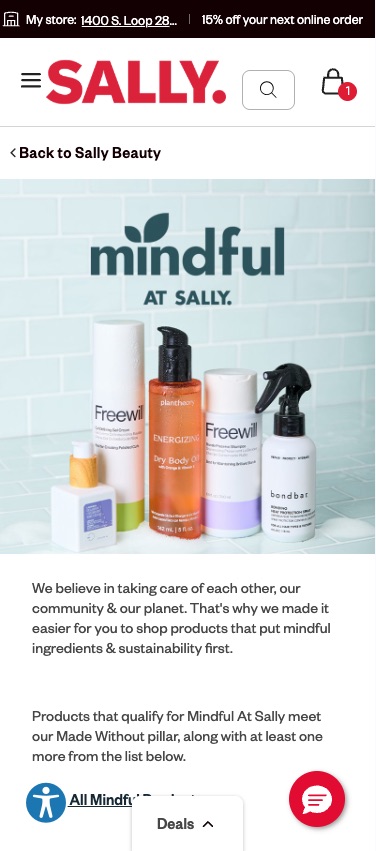 My store: 1400 S. Loop 28... 15% off your next online order
SALLY.
1
Back to Sally Beauty
mindful
AT SALLY.
Freewill
plantheory
ENERGIZING
Dry Body Oil
Freewill
bondbar
We believe in taking care of each other, our
community & our planet. That's why we made it
easier for you to shop products that put mindful
ingredients & sustainability first.
Products that qualify for Mindful At Sally meet
our Made Without pillar, along with at least one
more from the list below.
All Mindful
Deals